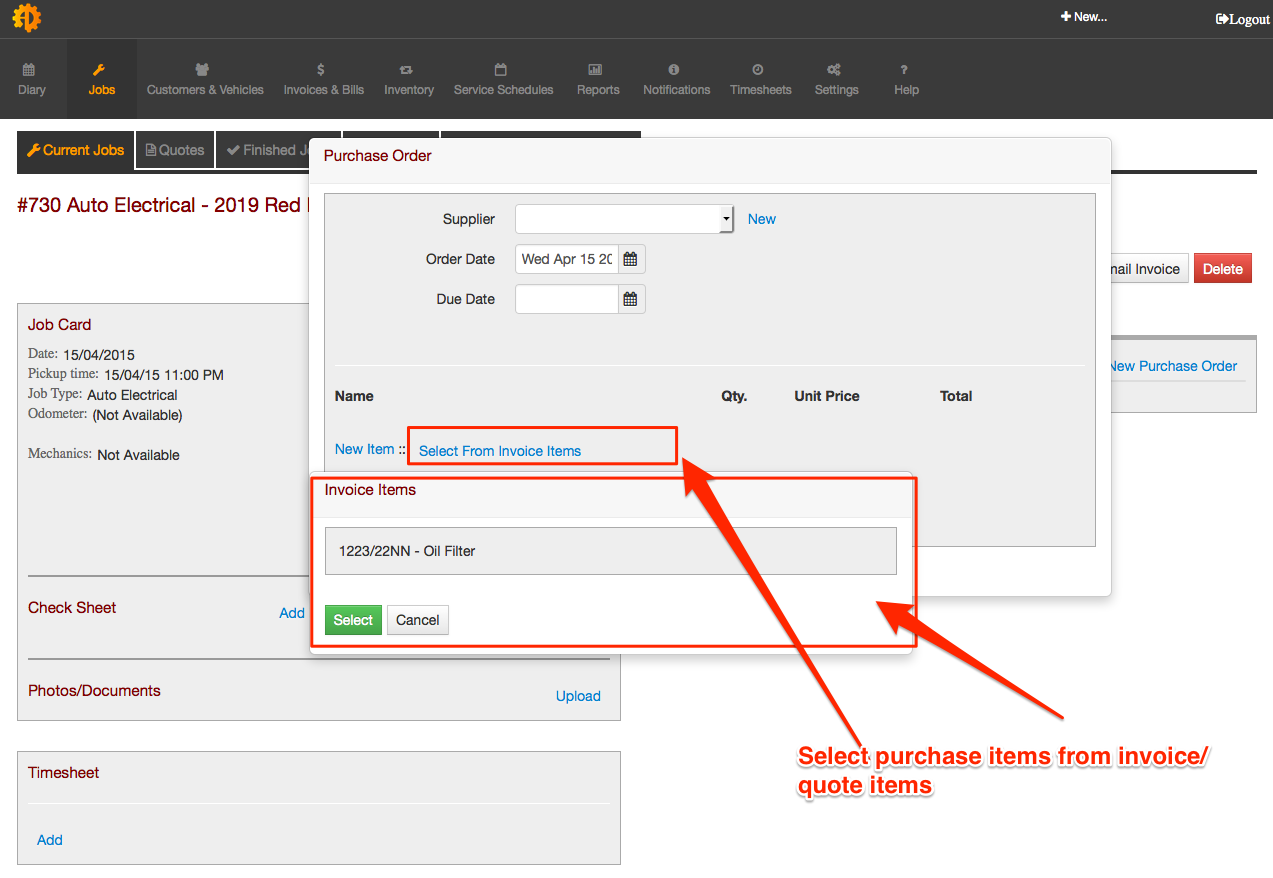 New...
Logout
Diary
Jobs
Customers & Vehicles
Invoices & Bills
Inventory
Service Schedules
Reports
Notifications
Timesheets
Settings
? Help
Current Jobs
Quotes
Finished
Purchase Order
#730 Auto Electrical - 2019 Red
Supplier
New
Order Date
Wed Apr 15 20
Due Date
Invoice
Delete
Job Card
Date: 15/04/2015
Pickup time: 15/04/15 11:00 PM
Job Type: Auto Electrical
Odometer: (Not Available)
Mechanics: Not Available
New Purchase Order
Name Qty. Unit Price Total
New Item :: Select From Invoice Items
Invoice Items
1223/22NN - Oil Filter
Select
Cancel
Check Sheet
Add
Photos/Documents
Upload
Select purchase items from invoice/
quote items
Timesheet
Add